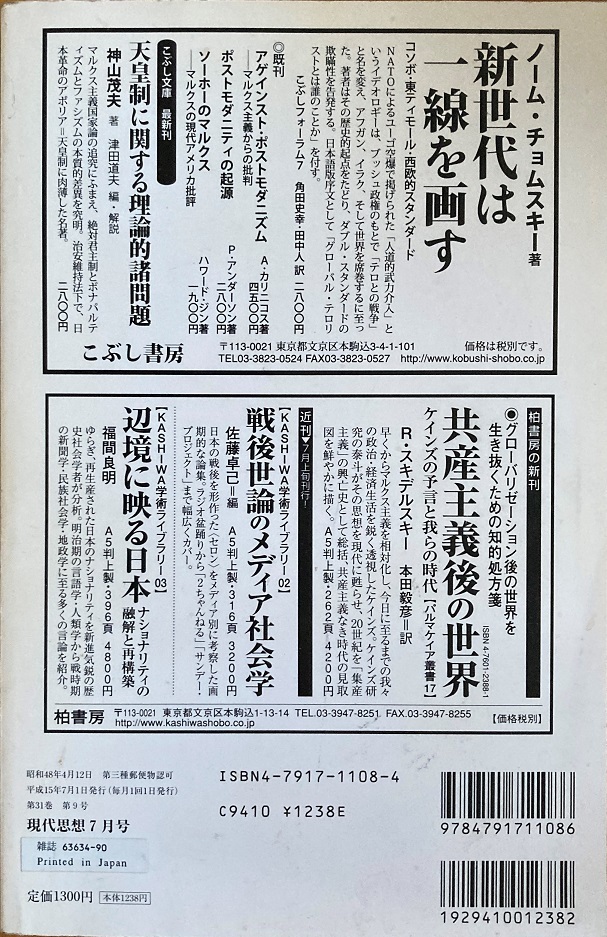 ノーム・チョムスキー著
新世代は
一線を画す
コソボ・東ティモール・西欧的スタンダード
NATOによるユーゴ空爆で掲げられた「人道的武力介入」と
いうイデオロギーは、ブッシュ政権のもとで「テロとの戦争」
と名を変え、アフガン、イラク、そして世界を席巻するに至っ
た。著者はその歴史的起点をたどり、ダブル・スタンダードの
欺瞞性を告発する。日本語版序文として「グローバル・テロリ
ストとは誰のことか」を付す。
こぶしフォーラム7 角田史幸・田中人 訳 二八〇〇円
◎既刊
アゲインスト・ポストモダニズム
――マルクス主義からの批判
A・カリニコス著
四五〇〇円
ポストモダニティの起源
P・アンダーソン著
二八〇〇円
ソーホーのマルクス
――マルクスの現代アメリカ批評
ハワード・ジン著
一九〇〇円
こぶし文庫 最新刊
天皇制に関する理論的諸問題
神山茂夫 著 津田道夫 編・解説
マルクス主義国家論の追究にふまえ、絶対君主制とボナパルテ
ィズムとファシズムの本質的差異を究明。治安維持法下で、日
本革命のアポリア=天皇制に肉薄した名著。
二八〇〇円
こぶし書房
〒113-0021 東京都文京区本駒込3-4-1-101 価格は税別です。
TEL03-3823-0524 FAX03-3823-0527 http://www.kobushi-shobo.co.jp
柏書房の新刊
●グローバリゼーション後の世界を
生き抜くための知的処方箋
共産主義後の世界
ISBN4-7601-2388-1
ケインズの予言と我らの時代 【パルマケイア叢書17】
R・スキデルスキー 本田毅彦=訳
早くからマルクス主義を相対化し、今日に至るまでの我々
の政治・経済生活を鋭く透視したケインズ。ケインズ研
究の泰斗がその思想を現代に甦らせ、20世紀を「集産
主義」の興亡史として総括、共産主義なき時代の見取
図を鮮やかに描く。 A5判上製・262頁 4200円
近刊▼7月上旬刊行!
【KASHIWA学術ライブラリー02】
戦後世論のメディア社会学
佐藤卓己=編 A5判上製・316頁 3200円
日本の戦後を形作った〈セロン〉をメディア別に考察した画
期的な論集。ラジオ盆踊りから「2ちゃんねる」「サンデー・
プロジェクト」まで幅広くカバー。
【KASHIWA学術ライブラリー03】
辺境に映る日本
ナショナリティの
融解と再構築
福間良明 A5判上製・396頁 4800円
ゆらぎ、再生産された日本のナショナリティを新進気鋭の歴
史社会学者が分析。明治期の言語学・人類学から戦時期
の新聞学・民族社会学・地政学に至る多くの言論を紹介。
柏書房
〒113-0021 東京都文京区本駒込1-13-14 TEL.03-3947-8251 FAX.03-3947-8255
http://www.kashiwashobo.co.jp 【価格税別】
昭和48年4月12日 第三種郵便物認可
平成15年7月1日発行(毎月1回1日発行)
第31巻 第9号
現代思想7月号
雑誌 63634-90
Printed in Japan
定価1300円 本体1238円
ISBN4-7917-1108-4
C9410 ¥1238E
9784791711086
1929410012382